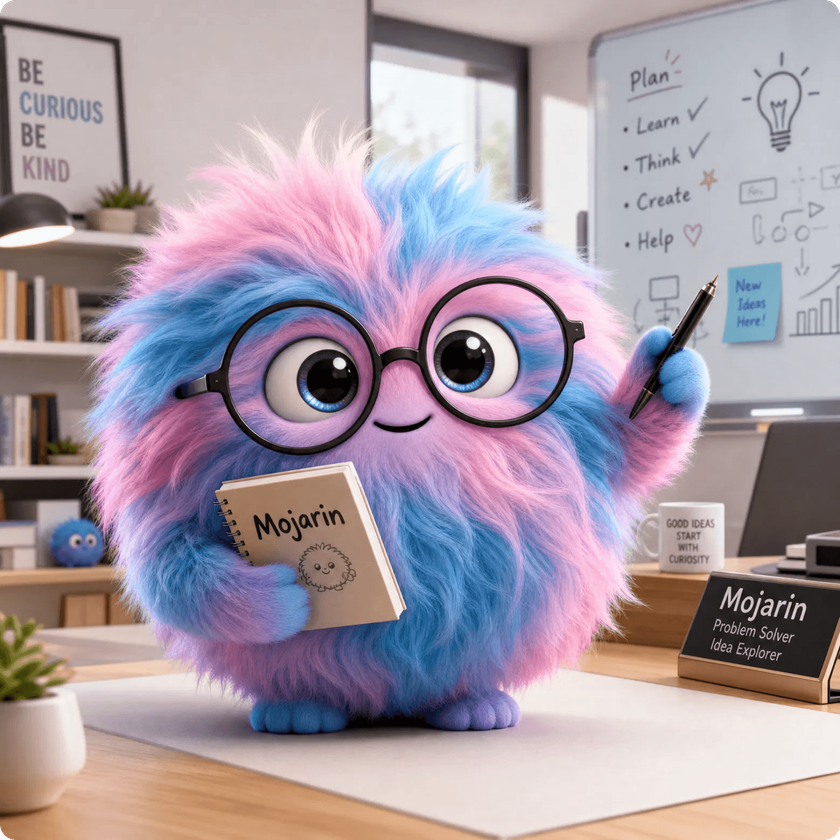 BE
CURIOUS
BE
KIND
Plan
• Learn ✓
• Think ✓
• Create
• Help ♡
New
Ideas
Here!
Mojarin
GOOD IDEAS
START
WITH
CURIOSITY
Mojarin
Problem Solver
Idea Explorer